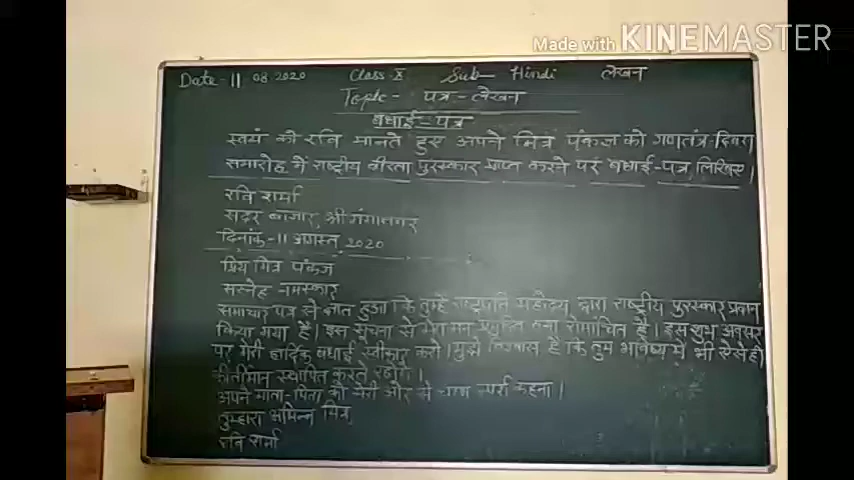 Made with KINEMASTER
Date-11.08.2020 Class-X Sub- Hindi लेखन
Topic- पत्र-लेखन
बधाई-पत्र
स्वयं को रवि मानते हुए अपने मित्र पंकज को गणतंत्र-दिवस
समारोह में राष्ट्रीय वीरता पुरस्कार प्राप्त करने पर बधाई-पत्र लिखिए।
रवि शर्मा
सदर बाजार, श्री गंगानगर
दिनांक-11 अगस्त, 2020
प्रिय मित्र पंकज
सस्नेह नमस्कार
समाचार पत्र से ज्ञात हुआ कि तुम्हें राष्ट्रपति महोदय द्वारा राष्ट्रीय पुरस्कार प्रदान
किया गया है। इस सूचना से मेरा मन प्रमुदित तथा रोमांचित है। इस शुभ अवसर
पर मेरी हार्दिक बधाई स्वीकार करो। मुझे विश्वास है कि तुम भविष्य में भी ऐसे ही
कीर्तिमान स्थापित करते रहोगे।
अपने माता-पिता को मेरी ओर से चरण स्पर्श कहना।
तुम्हारा अभिन्न मित्र
रवि शर्मा